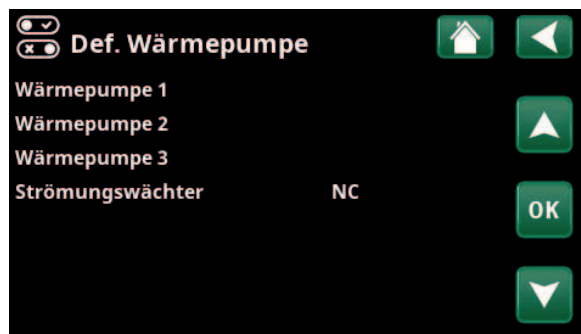 Def. Wärmepumpe
Wärmepumpe 1
Wärmepumpe 2
Wärmepumpe 3
Strömungswächter NC
OK